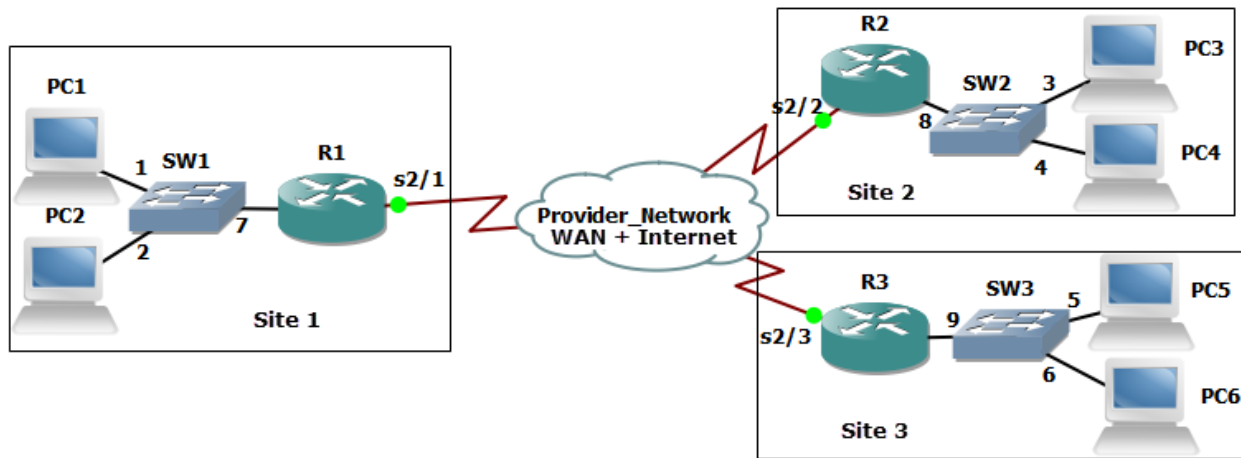 PC1
1
SW1
R1
s2/1
PC2
2
7
Site 1
Provider_Network
WAN + Internet
R2
s2/2
8
SW2
3
PC3
4
PC4
Site 2
R3
s2/3
9
SW3
5
PC5
6
PC6
Site 3